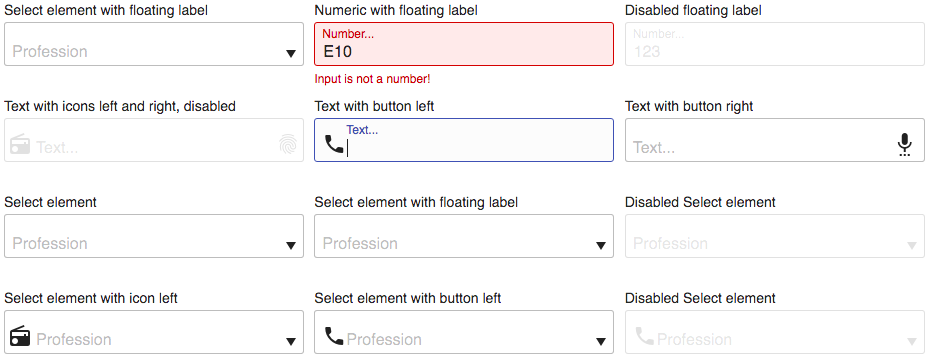 Select element with floating label
Numeric with floating label
Disabled floating label
Profession
Number...
E10
Number...
123
Input is not a number!
Text with icons left and right, disabled
Text with button left
Text with button right
Text...
Text...
Text...
Select element
Select element with floating label
Disabled Select element
Profession
Profession
Profession
Select element with icon left
Select element with button left
Disabled Select element
Profession
Profession
Profession